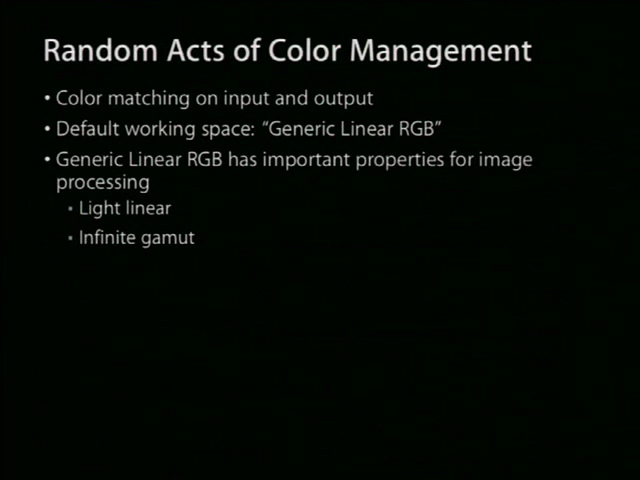 Random Acts of Color Management
• Color matching on input and output
• Default working space: “Generic Linear RGB”
• Generic Linear RGB has important properties for image
processing
▪ Light linear
▪ Infinite gamut